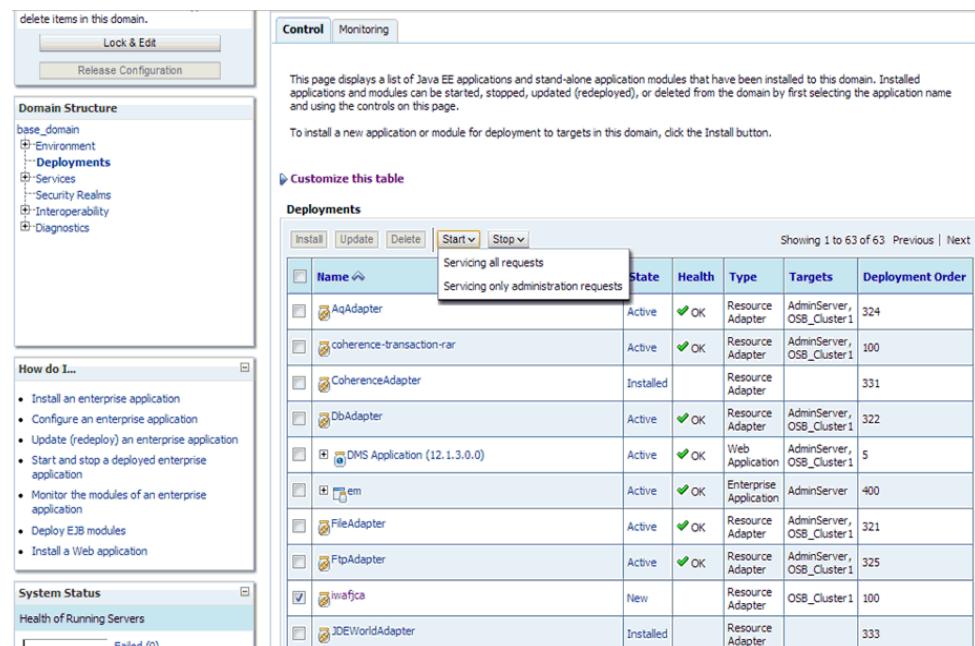 delete items in this domain.
Lock & Edit
Release Configuration
Domain Structure
base_domain
Environment
Deployments
Services
Security Realms
Interoperability
Diagnostics
How do I...
Install an enterprise application
Configure an enterprise application
Update (redeploy) an enterprise application
Start and stop a deployed enterprise
application
Monitor the modules of an enterprise
application
Deploy EJB modules
Install a Web application
System Status
Health of Running Servers
Failed (0)
Control Monitoring
This page displays a list of Java EE applications and stand-alone application modules that have been installed to this domain. Installed
applications and modules can be started, stopped, updated (redeployed), or deleted from the domain by first selecting the application name
and using the controls on this page.
To install a new application or module for deployment to targets in this domain, click the Install button.
Customize this table
Deployments
Install Update Delete Start Stop Showing 1 to 63 of 63 Previous | Next
Servicing all requests
Servicing only administration requests
Name State Health Type Targets Deployment Order
AqAdapter Active OK Resource Adapter AdminServer, OSB_Cluster1 324
coherence-transaction-rar Active OK Resource Adapter AdminServer, OSB_Cluster1 100
CoherenceAdapter Installed Resource Adapter 331
DbAdapter Active OK Resource Adapter AdminServer, OSB_Cluster1 322
DMS Application (12.1.3.0.0) Active OK Web Application AdminServer, OSB_Cluster1 5
em Active OK Enterprise Application AdminServer 400
FileAdapter Active OK Resource Adapter AdminServer, OSB_Cluster1 321
FtpAdapter Active OK Resource Adapter AdminServer, OSB_Cluster1 325
iwafjca New Resource Adapter OSB_Cluster1 100
JDEWorldAdapter Installed Resource Adapter 333